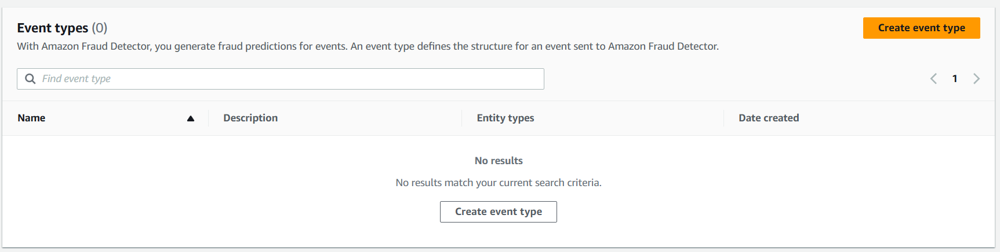 Event types (0)
Create event type
With Amazon Fraud Detector, you generate fraud predictions for events. An event type defines the structure for an event sent to Amazon Fraud Detector.
Find event type
1
Name Description Entity types Date created
No results
No results match your current search criteria.
Create event type